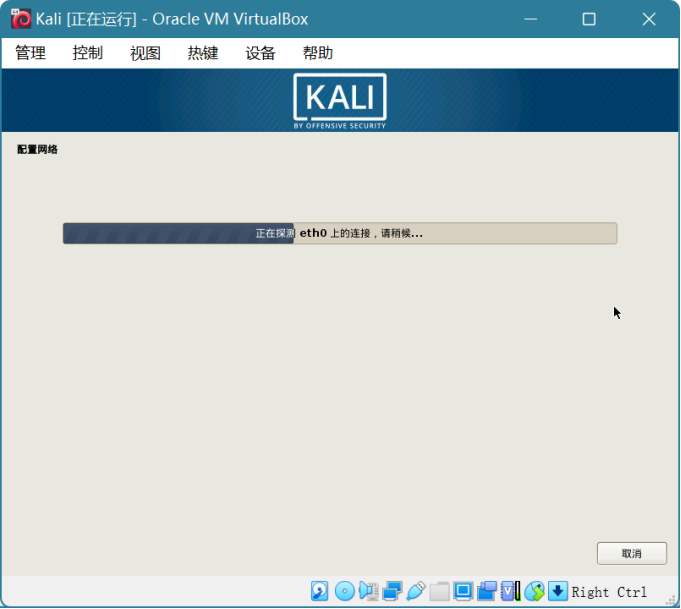 Kali [正在运行] - Oracle VM VirtualBox
管理 控制 视图 热键 设备 帮助
KALI
BY OFFENSIVE SECURITY
配置网络
正在探测 eth0 上的连接，请稍候...
取消
Right Ctrl